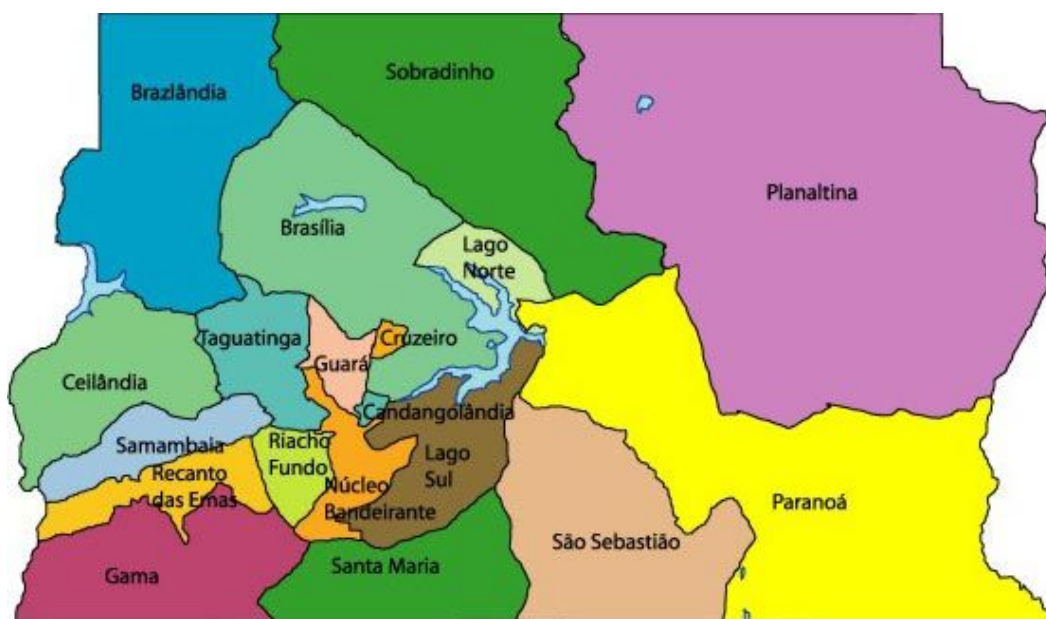 Sobradinho
Brazlândia
Planaltina
Brasília
Lago
Norte
Taguatinga
Cruzeiro
Guará
Ceilândia
Candangolândia
Samambaia
Riacho
Fundo
Lago
Sul
Recanto
das Emas
Núcleo
Bandeirante
Paranoá
São Sebastião
Santa Maria
Gama